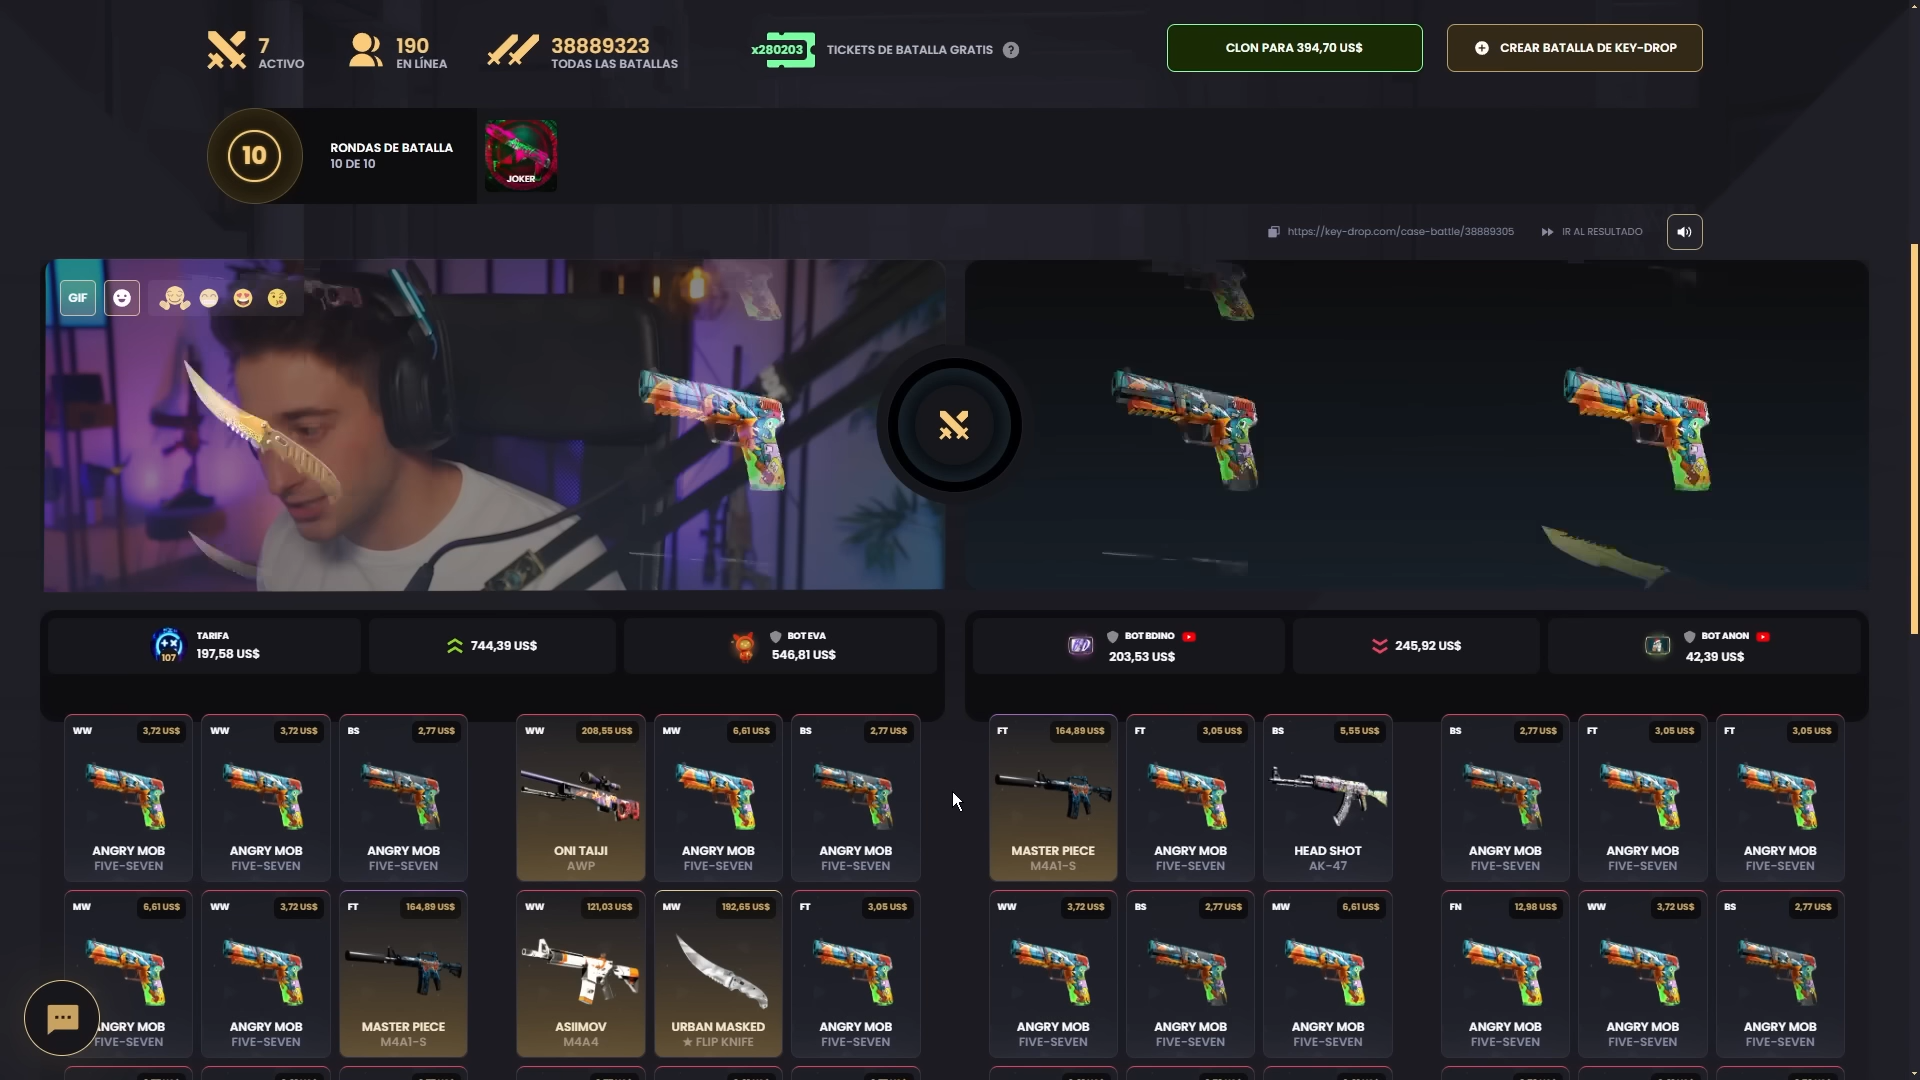 7
ACTIVO
190
EN LÍNEA
38889323
TODAS LAS BATALLAS
x280203
TICKETS DE BATALLA GRATIS ?
CLON PARA 394,70 US$
CREAR BATALLA DE KEY-DROP
10
RONDAS DE BATALLA
10 DE 10
JOKER
https://key-drop.com/case-battle/38889305
IR AL RESULTADO
GIF
107
TARIFA
197,58 US$
744,39 US$
BOT EVA
546,81 US$
BOT BDINO
203,53 US$
245,92 US$
BOT ANON
42,39 US$
WW 3,72 US$
ANGRY MOB
FIVE-SEVEN
WW 3,72 US$
ANGRY MOB
FIVE-SEVEN
BS 2,77 US$
ANGRY MOB
FIVE-SEVEN
WW 208,55 US$
ONI TAIJI
AWP
MW 6,61 US$
ANGRY MOB
FIVE-SEVEN
BS 2,77 US$
ANGRY MOB
FIVE-SEVEN
FT 164,89 US$
MASTER PIECE
M4A1-S
FT 3,05 US$
ANGRY MOB
FIVE-SEVEN
BS 5,55 US$
HEAD SHOT
AK-47
BS 2,77 US$
ANGRY MOB
FIVE-SEVEN
FT 3,05 US$
ANGRY MOB
FIVE-SEVEN
FT 3,05 US$
ANGRY MOB
FIVE-SEVEN
MW 6,61 US$
ANGRY MOB
FIVE-SEVEN
WW 3,72 US$
ANGRY MOB
FIVE-SEVEN
FT 164,89 US$
MASTER PIECE
M4A1-S
WW 121,03 US$
ASIIMOV
M4A4
MW 192,65 US$
URBAN MASKED
★ FLIP KNIFE
FT 3,05 US$
ANGRY MOB
FIVE-SEVEN
WW 3,72 US$
ANGRY MOB
FIVE-SEVEN
BS 2,77 US$
ANGRY MOB
FIVE-SEVEN
MW 6,61 US$
ANGRY MOB
FIVE-SEVEN
FN 12,98 US$
ANGRY MOB
FIVE-SEVEN
WW 3,72 US$
ANGRY MOB
FIVE-SEVEN
BS 2,77 US$
ANGRY MOB
FIVE-SEVEN